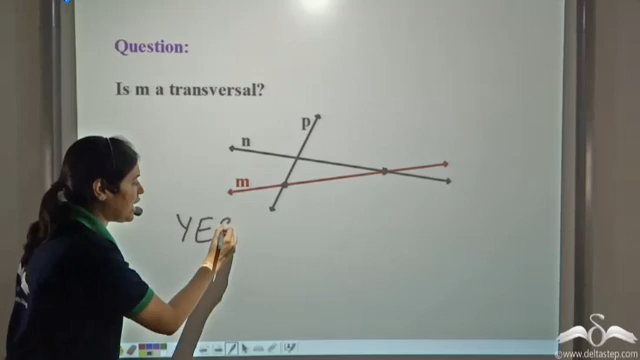 Question:
Is m a transversal?
p
n
m
YES
©www.deltastep.com